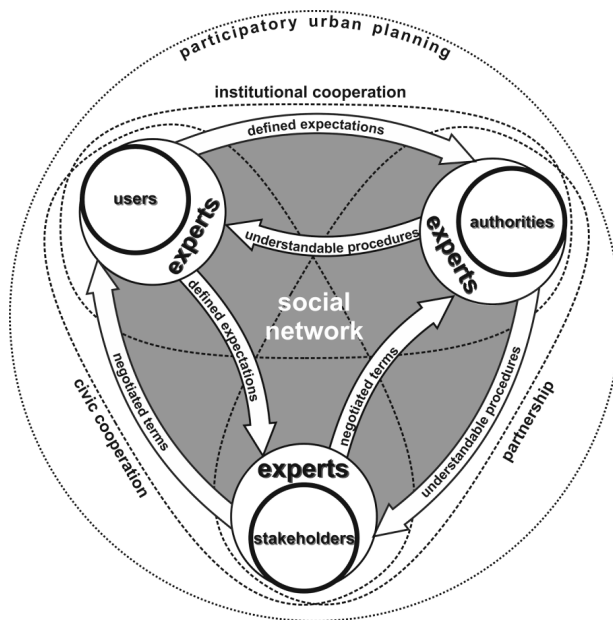 participatory urban planning
institutional cooperation
defined expectations
users
experts
authorities
experts
understandable procedures
defined expectations
social
network
negotiated terms
negotiated terms
understandable procedures
civic cooperation
partnership
experts
stakeholders